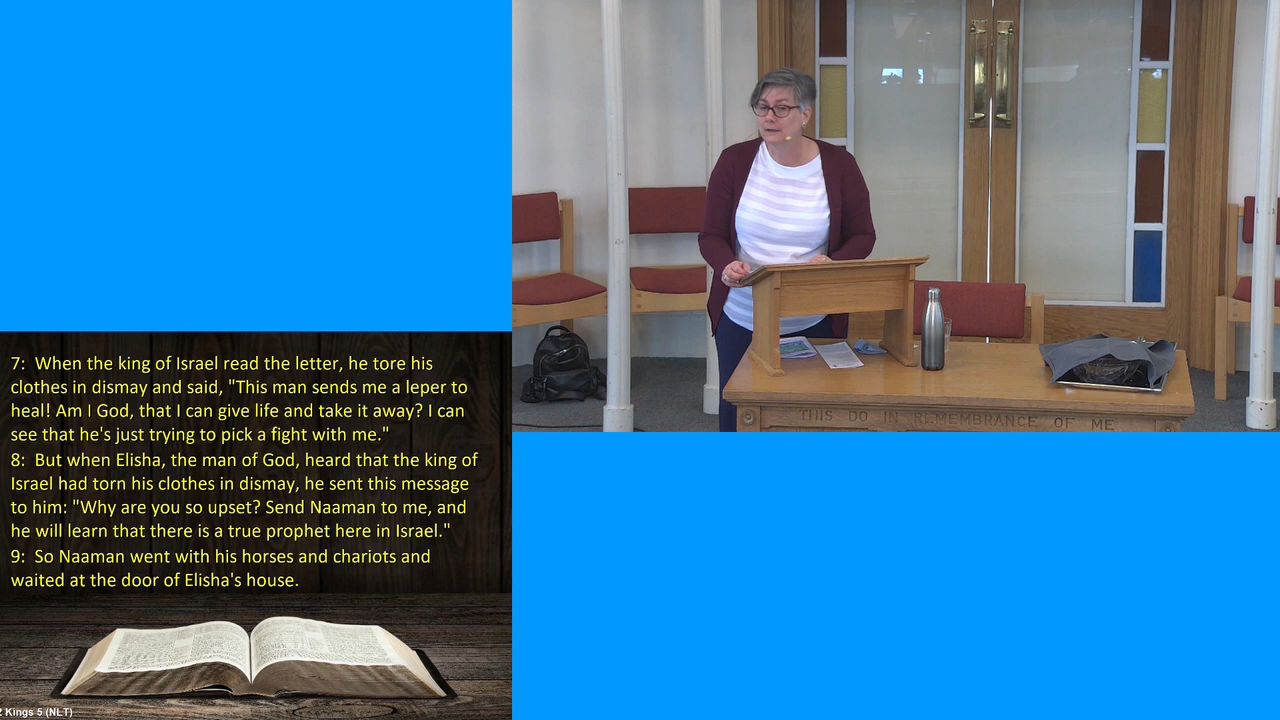 7:  When the king of Israel read the letter, he tore his
clothes in dismay and said, "This man sends me a leper to
heal! Am I God, that I can give life and take it away? I can
see that he's just trying to pick a fight with me."
8:  But when Elisha, the man of God, heard that the king of
Israel had torn his clothes in dismay, he sent this message
to him: "Why are you so upset? Send Naaman to me, and
he will learn that there is a true prophet here in Israel."
9:  So Naaman went with his horses and chariots and
waited at the door of Elisha's house.
2 Kings 5 (NLT)
THIS DO IN REMEMBRANCE OF ME